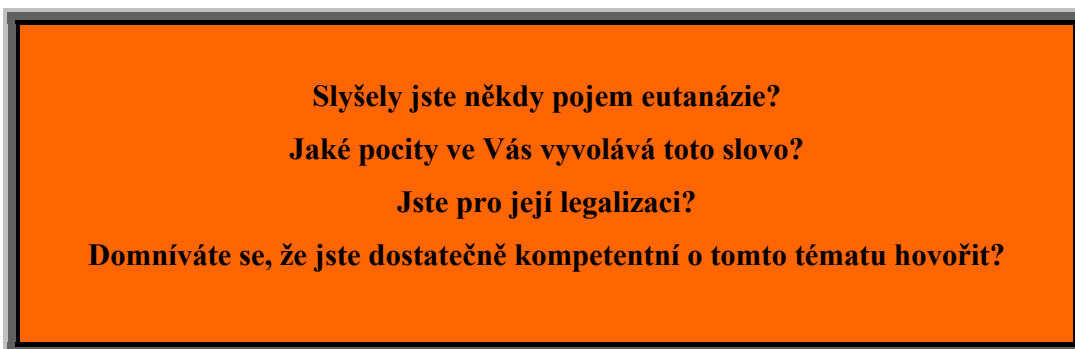 Slyšely jste někdy pojem eutanázie?
Jaké pocity ve Vás vyvolává toto slovo?
Jste pro její legalizaci?
Domníváte se, že jste dostatečně kompetentní o tomto tématu hovořit?